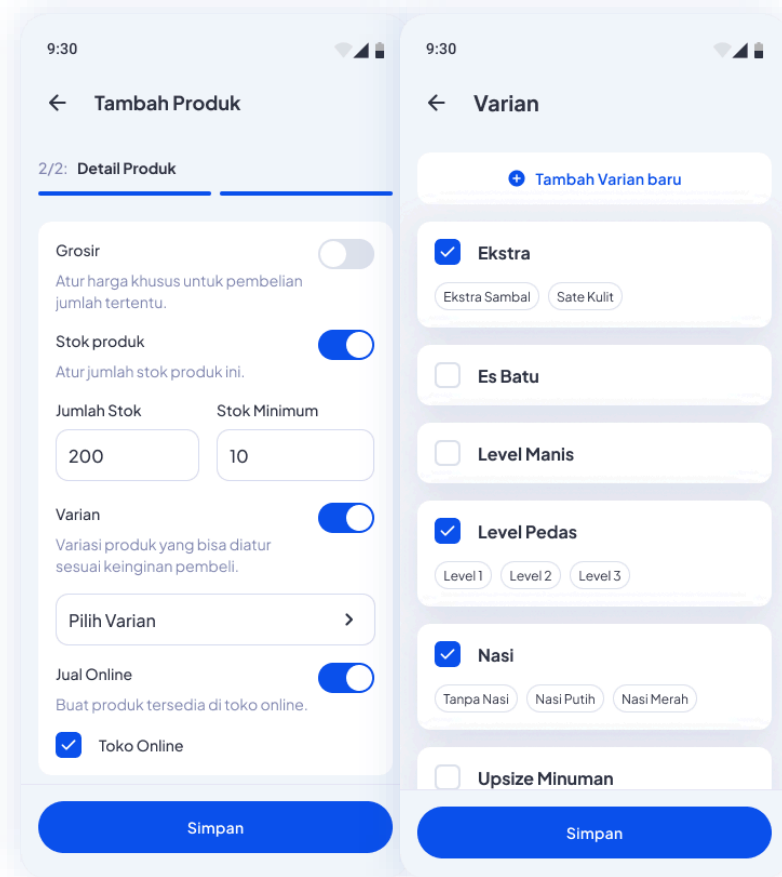 9:30
Tambah Produk
2/2: Detail Produk
Grosir
Atur harga khusus untuk pembelian
jumlah tertentu.
Stok produk
Atur jumlah stok produk ini.
Jumlah Stok
Stok Minimum
200
10
Varian
Variasi produk yang bisa diatur
sesuai keinginan pembeli.
Pilih Varian
Jual Online
Buat produk tersedia di toko online.
Toko Online
Simpan
9:30
Varian
Tambah Varian baru
Ekstra
Ekstra Sambal
Sate Kulit
Es Batu
Level Manis
Level Pedas
Level 1
Level 2
Level 3
Nasi
Tanpa Nasi
Nasi Putih
Nasi Merah
Upsize Minuman
Simpan